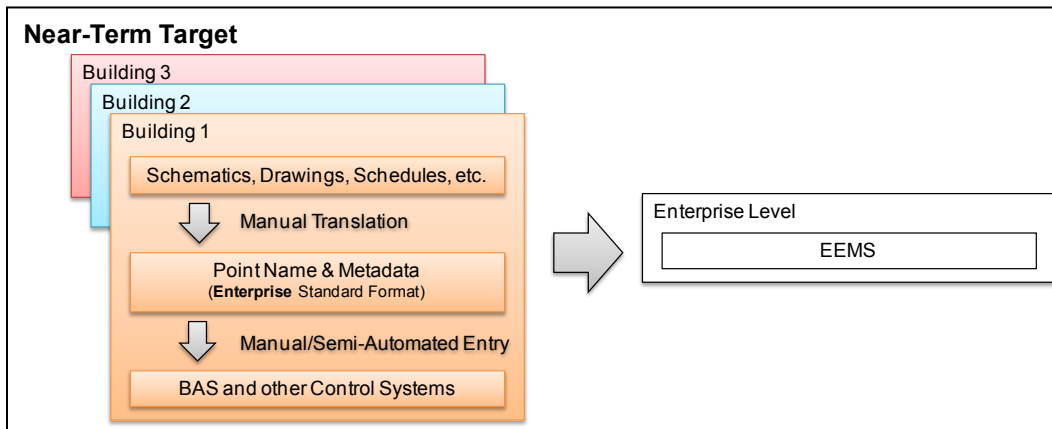 Near-Term Target
Building 3
Building 2
Building 1
Schematics, Drawings, Schedules, etc.
Manual Translation
Point Name & Metadata
(Enterprise Standard Format)
Manual/Semi-Automated Entry
BAS and other Control Systems
Enterprise Level
EEMS